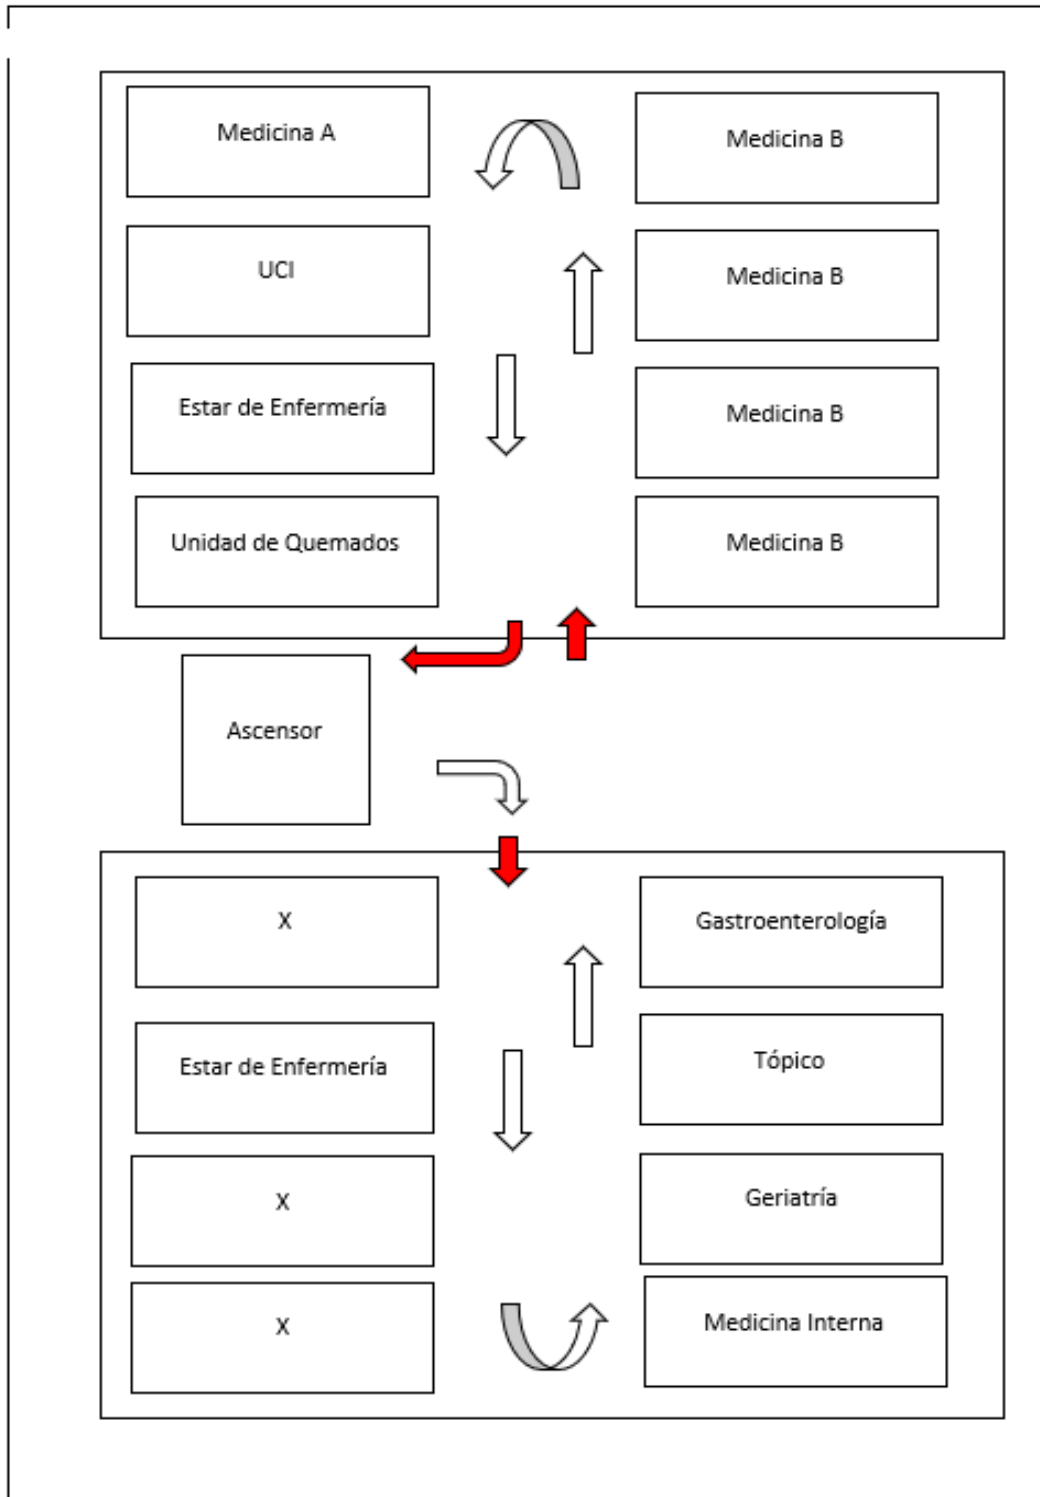 Medicina A
Medicina B
UCI
Medicina B
Estar de Enfermería
Medicina B
Unidad de Quemados
Medicina B
Ascensor
X
Gastroenterología
Estar de Enfermería
Tópico
X
Geriatría
X
Medicina Interna